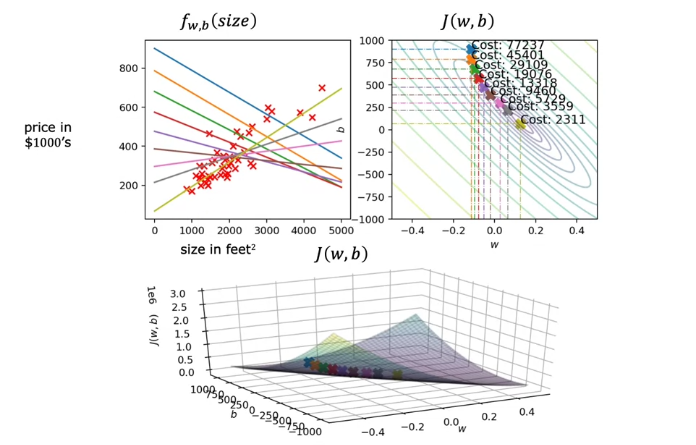 f_{w,b}(size)
J(w,b)
price in
$1000's
800
600
400
200
0
1000
2000
3000
4000
5000
size in feet²
1000
750
500
250
0
−250
−500
−750
−1000
b
Cost: 77237
Cost: 45401
Cost: 29109
Cost: 19076
Cost: 13318
Cost: 9460
Cost: 5729
Cost: 3559
Cost: 2311
−0.4
−0.2
0.0
0.2
0.4
w
J(w,b)
1e6
J(w,b)
3.0
2.5
2.0
1.5
1.0
0.5
0.0
1000
750
500
250
0
−250
−500
−750
−1000
b
−0.4
−0.2
0.0
0.2
0.4
w